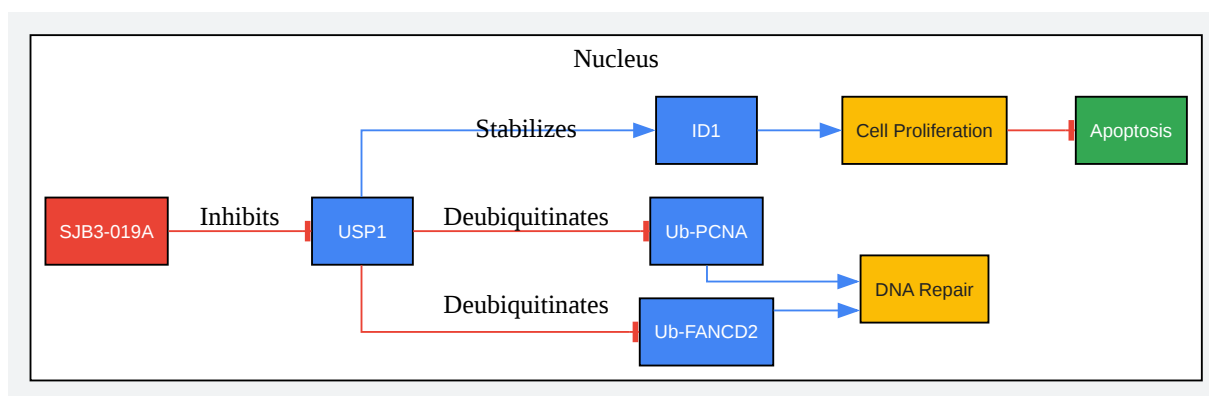 Nucleus
Stabilizes
ID1
Cell Proliferation
Apoptosis
SJB3-019A
Inhibits
USP1
Deubiquitinates
Ub-PCNA
DNA Repair
Deubiquitinates
Ub-FANCD2